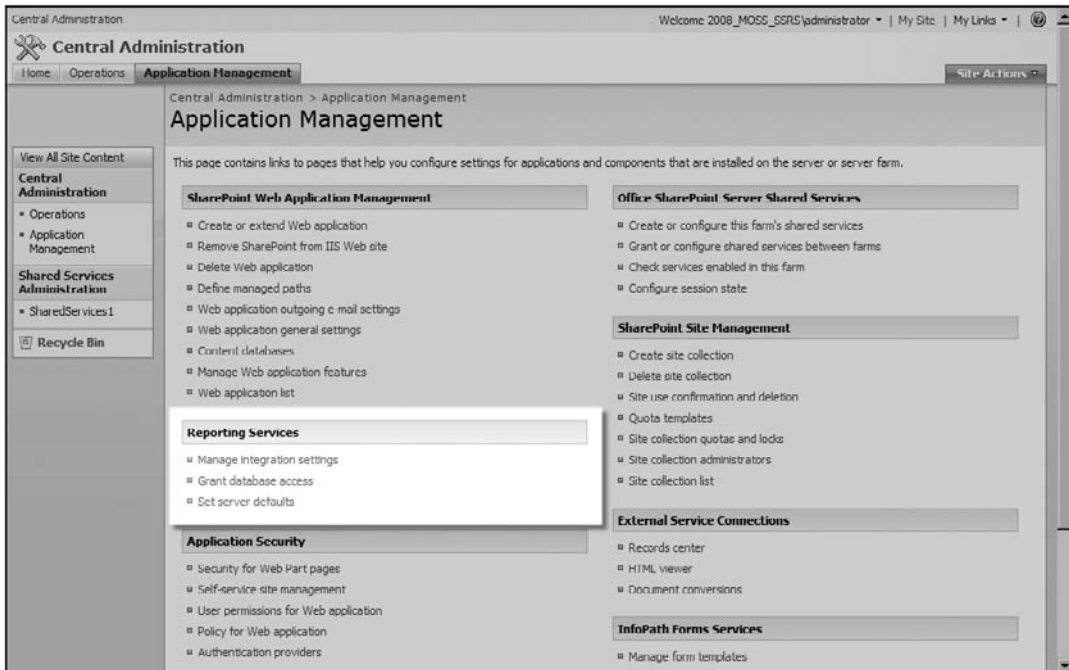 Central Administration
Welcome 2008_MOSS_SSRS\administrator ▾ | My Site | My Links ▾ |
Central Administration
Home Operations Application Management
Site Actions ▾
View All Site Content
Central
Administration
Operations
Application
Management
Shared Services
Administration
SharedServices1
Recycle Bin
Central Administration > Application Management
Application Management
This page contains links to pages that help you configure settings for applications and components that are installed on the server or server farm.
SharePoint Web Application Management
Create or extend Web application
Remove SharePoint from IIS Web site
Delete Web application
Define managed paths
Web application outgoing e-mail settings
Web application general settings
Content databases
Manage Web application features
Web application list
Reporting Services
Manage integration settings
Grant database access
Set server defaults
Application Security
Security for Web Part pages
Self-service site management
User permissions for Web application
Policy for Web application
Authentication providers
Office SharePoint Server Shared Services
Create or configure this farm's shared services
Grant or configure shared services between farms
Check services enabled in this farm
Configure session state
SharePoint Site Management
Create site collection
Delete site collection
Site use confirmation and deletion
Quota templates
Site collection quotas and locks
Site collection administrators
Site collection list
External Service Connections
Records center
HTML viewer
Document conversions
InfoPath Forms Services
Manage form templates